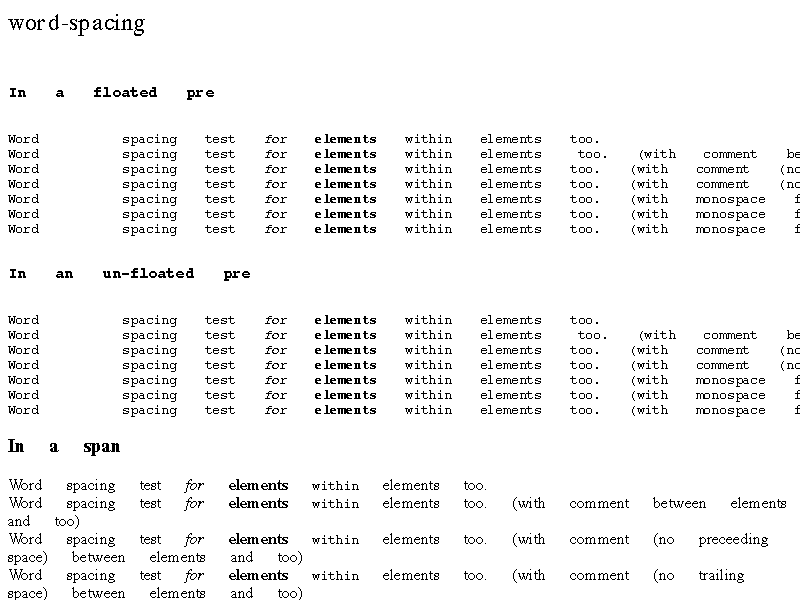 word-spacing
In a floated pre
Word spacing test for elements within elements too.
Word spacing test for elements within elements too. (with comment be
Word spacing test for elements within elements too. (with comment (no
Word spacing test for elements within elements too. (with comment (no
Word spacing test for elements within elements too. (with monospace f
Word spacing test for elements within elements too. (with monospace f
Word spacing test for elements within elements too. (with monospace f
In an un-floated pre
Word spacing test for elements within elements too.
Word spacing test for elements within elements too. (with comment be
Word spacing test for elements within elements too. (with comment (no
Word spacing test for elements within elements too. (with comment (no
Word spacing test for elements within elements too. (with monospace f
Word spacing test for elements within elements too. (with monospace f
Word spacing test for elements within elements too. (with monospace f
In a span
Word spacing test for elements within elements too.
Word spacing test for elements within elements too. (with comment between elements
and too)
Word spacing test for elements within elements too. (with comment (no preceeding
space) between elements and too)
Word spacing test for elements within elements too. (with comment (no trailing
space) between elements and too)